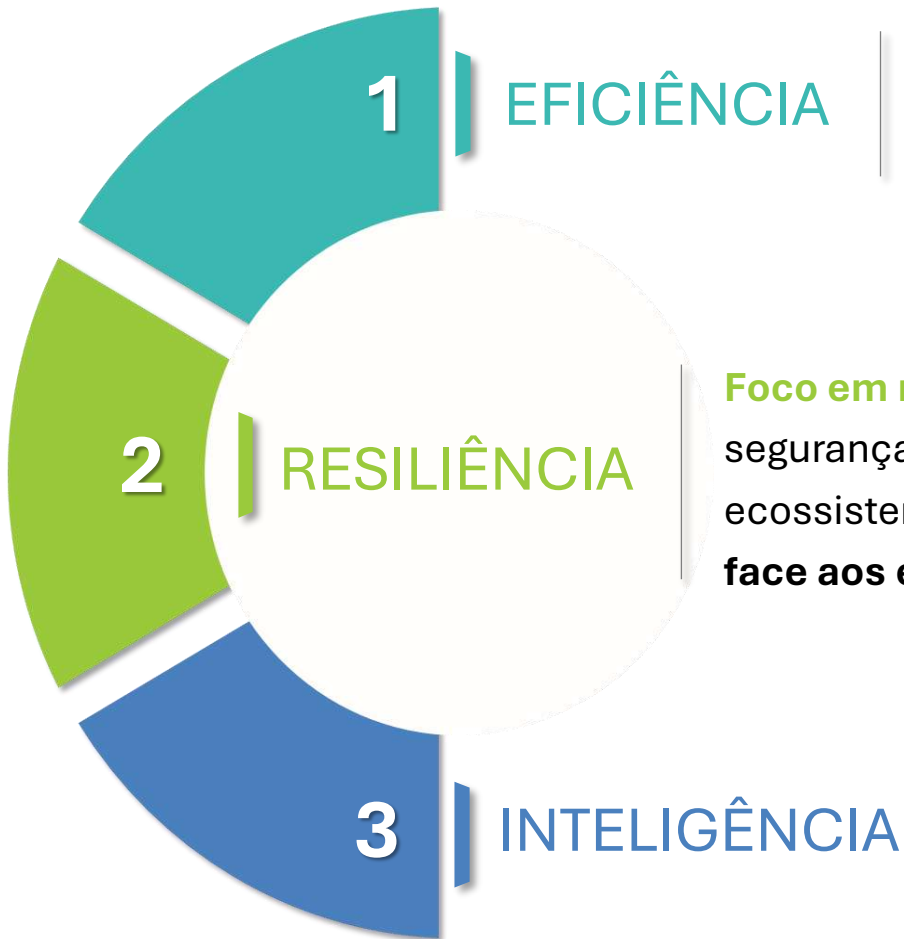 1 EFICIÊNCIA
2 RESILIÊNCIA
Foco em
segurança
ecossiste
face aos
3 INTELIGÊNCIA